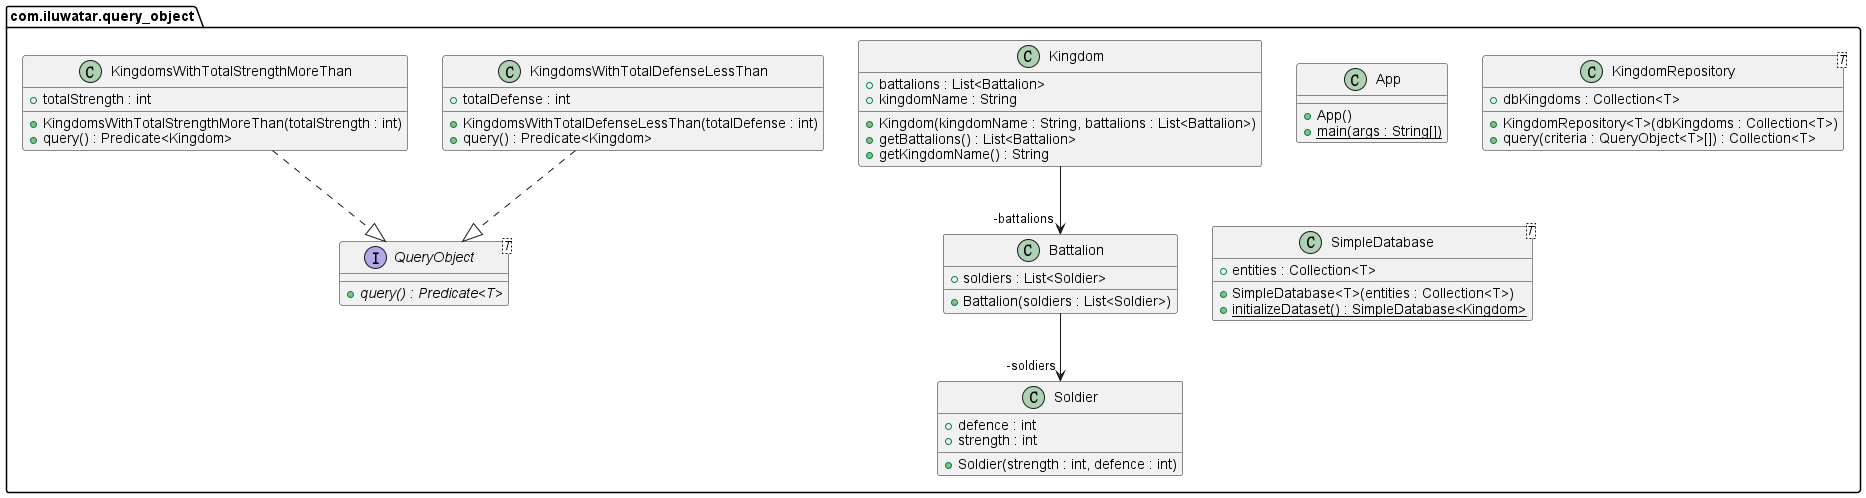 com.iluwatar.query_object
C KingdomsWithTotalStrengthMoreThan
totalStrength : int
KingdomsWithTotalStrengthMoreThan(totalStrength : int)
query() : Predicate<Kingdom>
C KingdomsWithTotalDefenseLessThan
totalDefense : int
KingdomsWithTotalDefenseLessThan(totalDefense : int)
query() : Predicate<Kingdom>
C Kingdom
battalions : List<Battalion>
kingdomName : String
Kingdom(kingdomName : String, battalions : List<Battalion>)
getBattalions() : List<Battalion>
getKingdomName() : String
C App
App()
main(args : String[])
C KingdomRepository T
dbKingdoms : Collection<T>
KingdomRepository<T>(dbKingdoms : Collection<T>)
query(criteria : QueryObject<T>[]) : Collection<T>
-battalions
I QueryObject T
query() : Predicate<T>
C Battalion
soldiers : List<Soldier>
Battalion(soldiers : List<Soldier>)
C SimpleDatabase T
entities : Collection<T>
SimpleDatabase<T>(entities : Collection<T>)
initializeDataset() : SimpleDatabase<Kingdom>
-soldiers
C Soldier
defence : int
strength : int
Soldier(strength : int, defence : int)